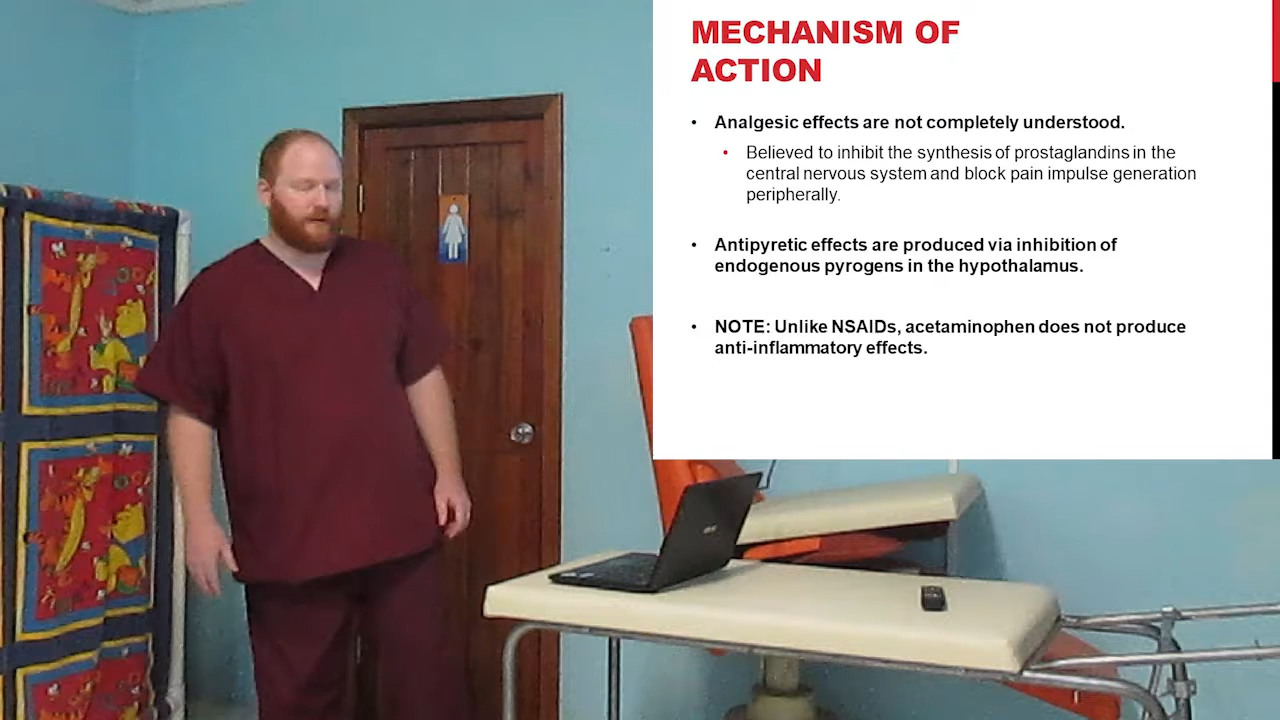 MECHANISM OF
ACTION
• Analgesic effects are not completely understood.
• Believed to inhibit the synthesis of prostaglandins in the
central nervous system and block pain impulse generation
peripherally.
• Antipyretic effects are produced via inhibition of
endogenous pyrogens in the hypothalamus.
• NOTE: Unlike NSAIDs, acetaminophen does not produce
anti-inflammatory effects.